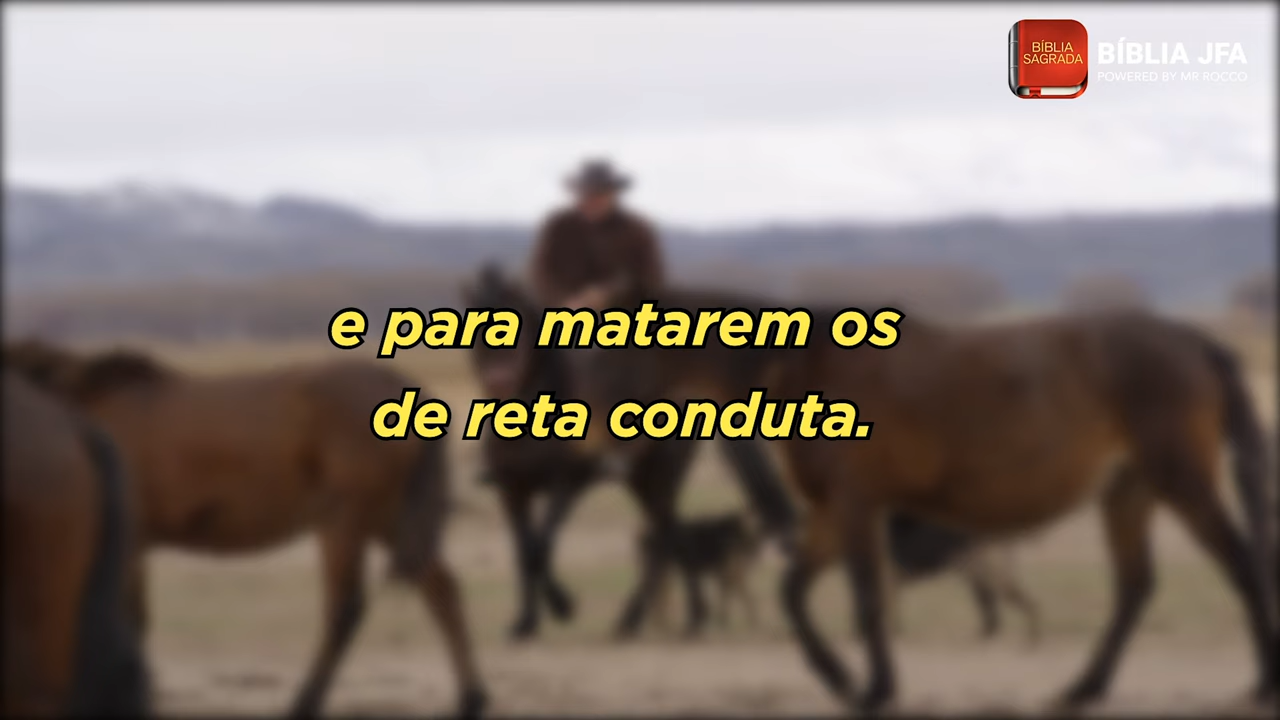 BÍBLIA
SAGRADA
BÍBLIA JFA
POWERED BY MR ROCCO
e para matarem os
de reta conduta.